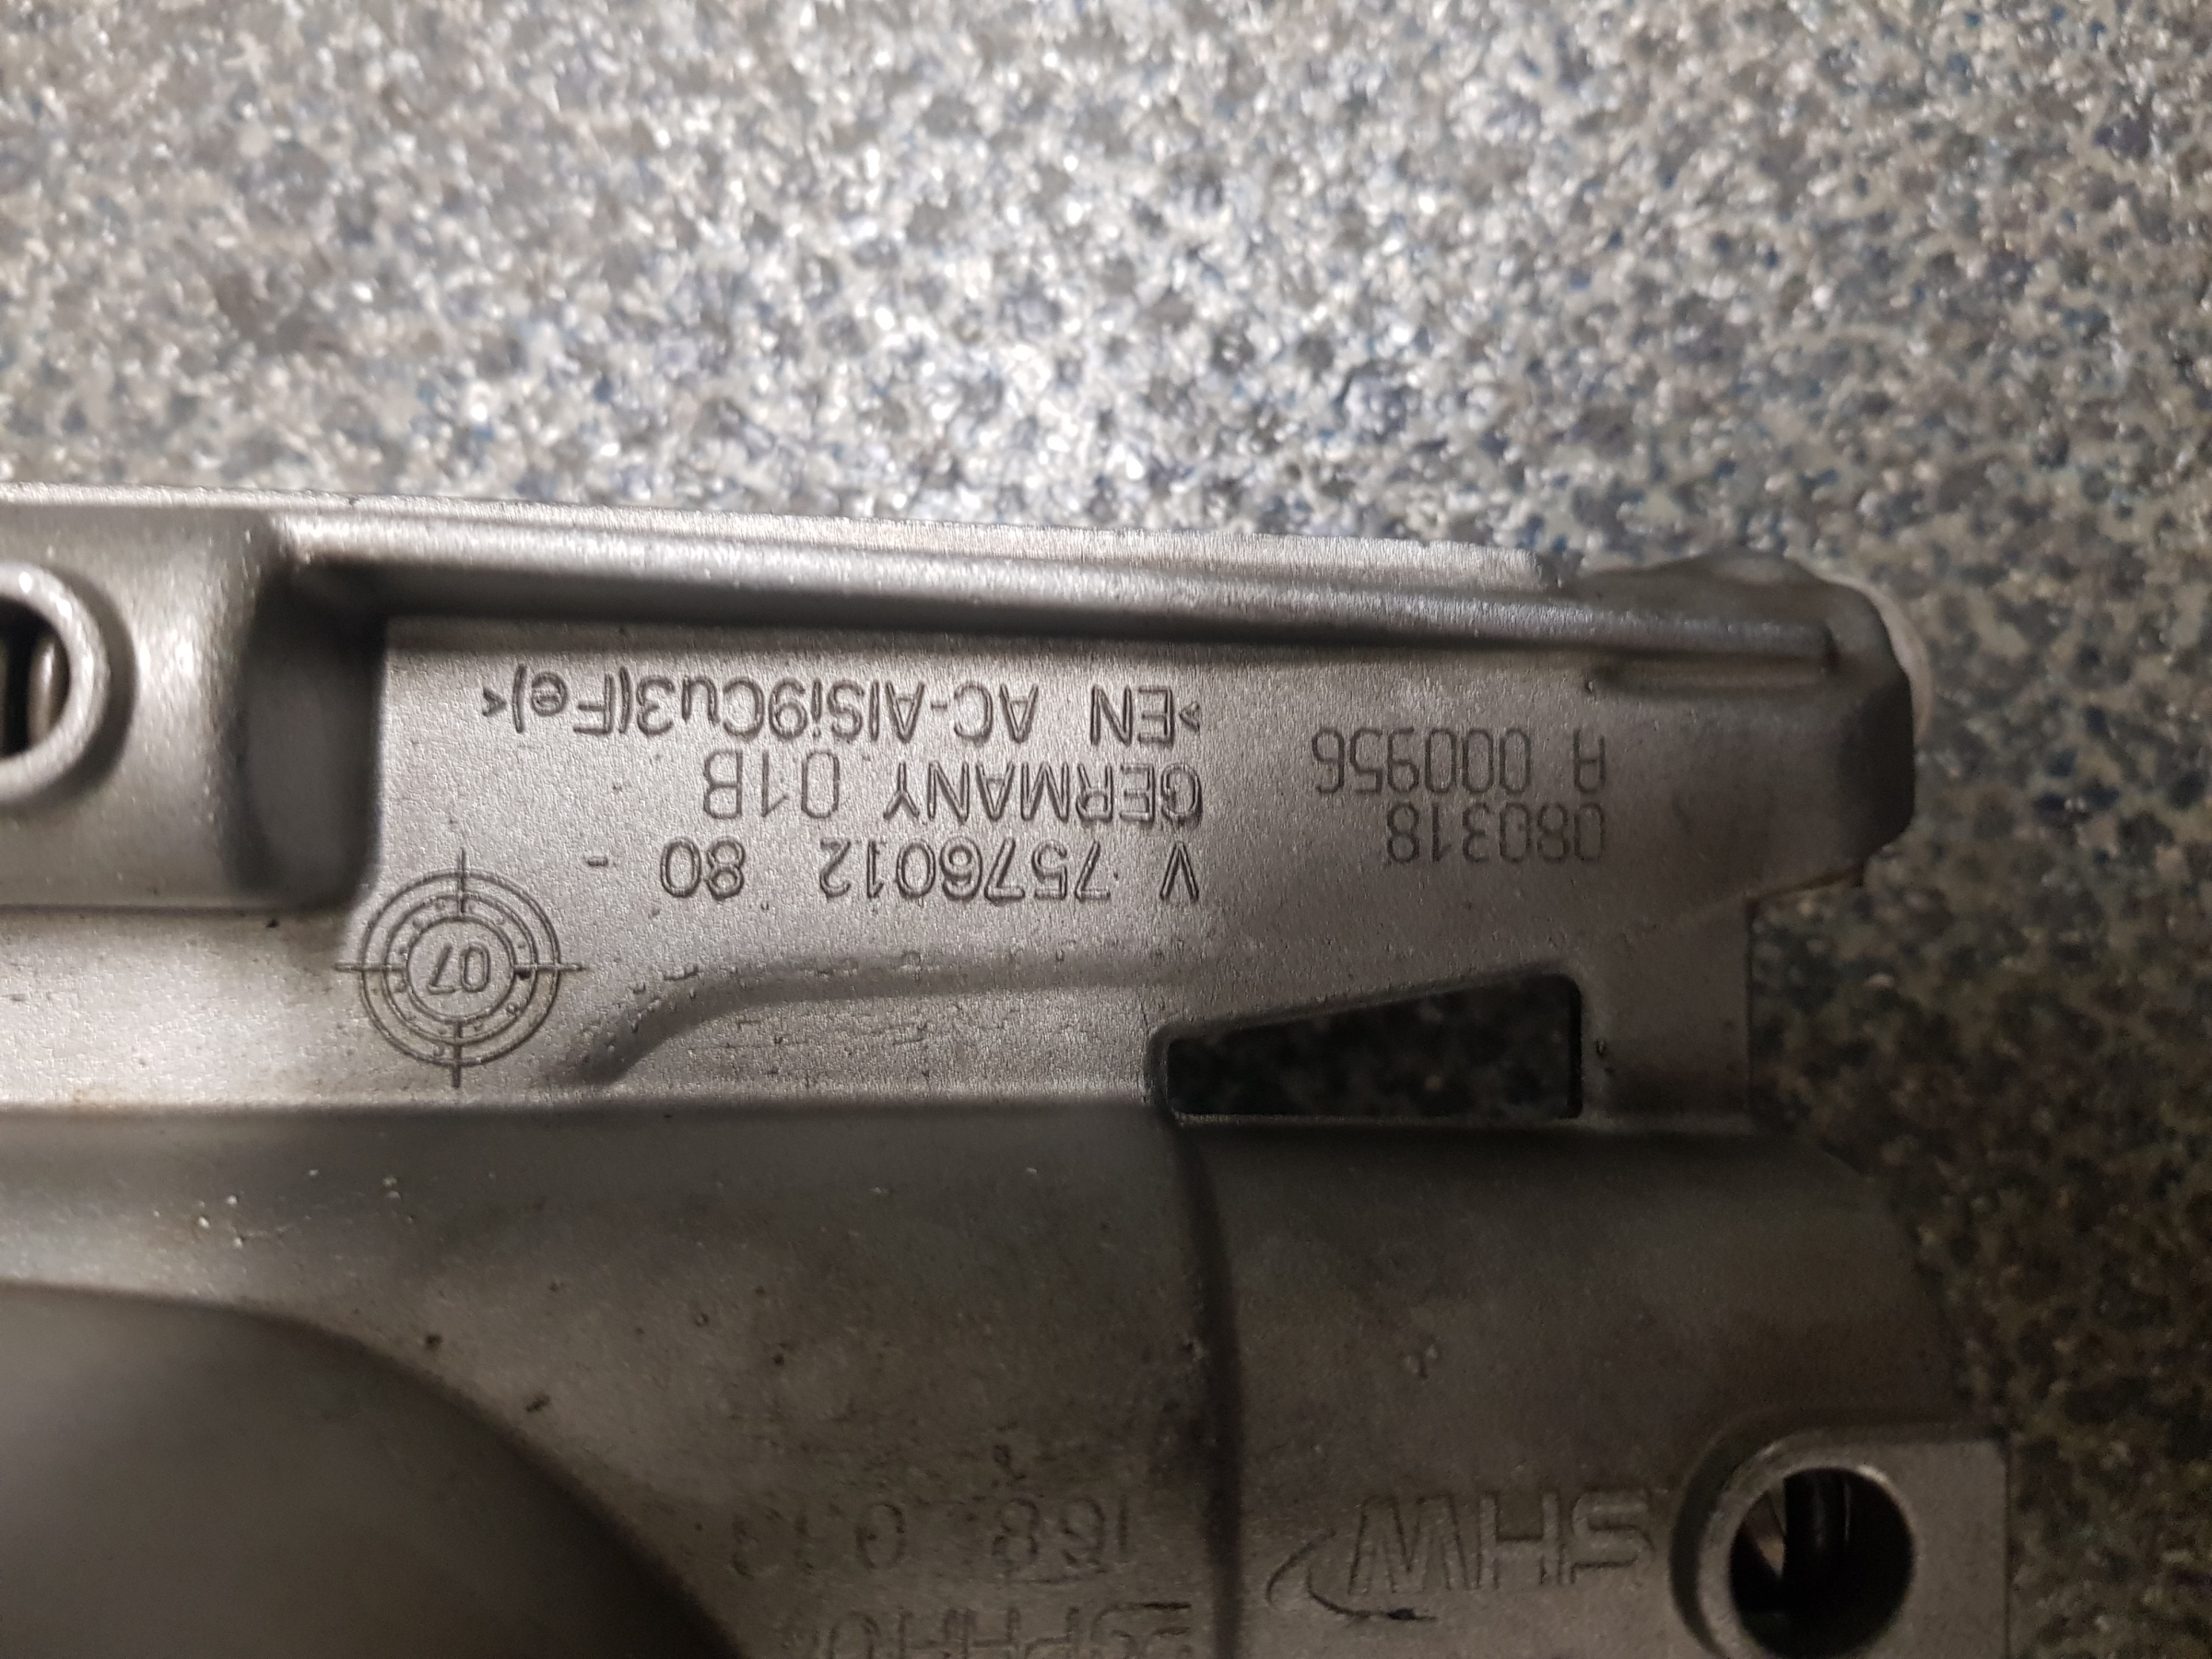 SHW
07
080318
A 000956
V 7576012 80 -
GERMANY 01B
>EN AC-AlSi9Cu3(Fe)<